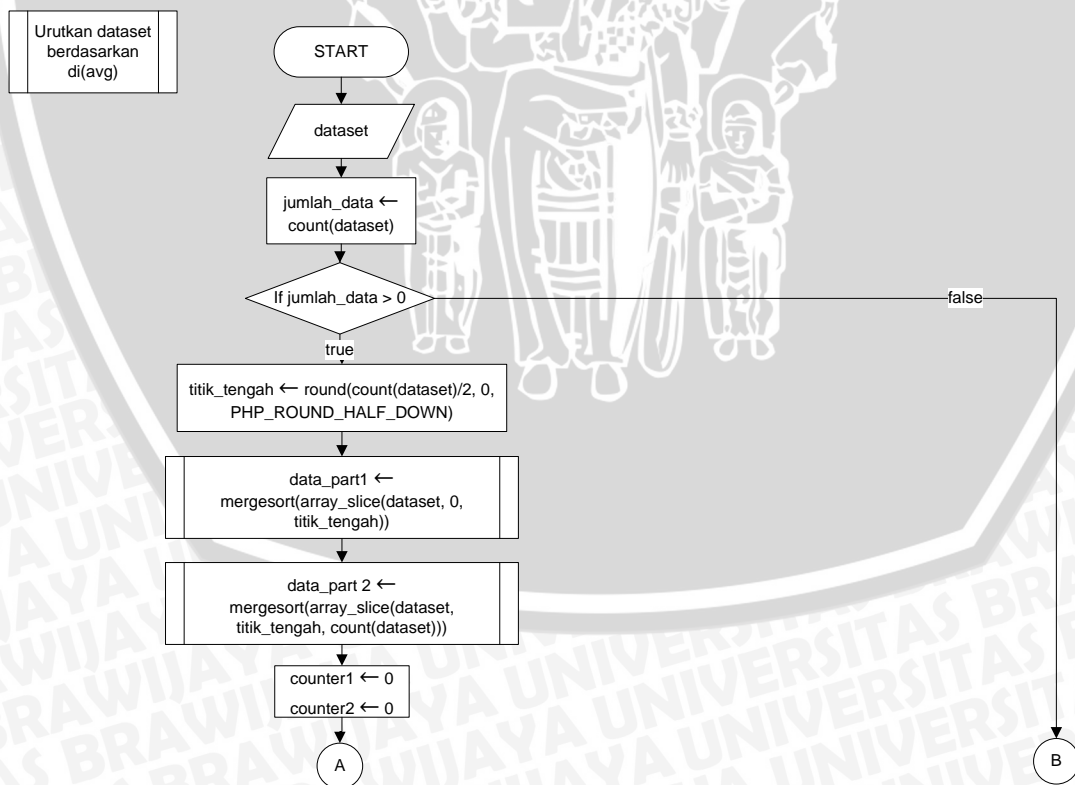 Urutkan dataset
berdasarkan
di(avg)
START
dataset
jumlah_data ←
count(dataset)
If jumlah_data > 0
false
true
titik_tengah ← round(count(dataset)/2, 0,
PHP_ROUND_HALF_DOWN)
data_part1 ←
mergesort(array_slice(dataset, 0,
titik_tengah))
data_part 2 ←
mergesort(array_slice(dataset,
titik_tengah, count(dataset)))
counter1 ← 0
counter2 ← 0
A
B